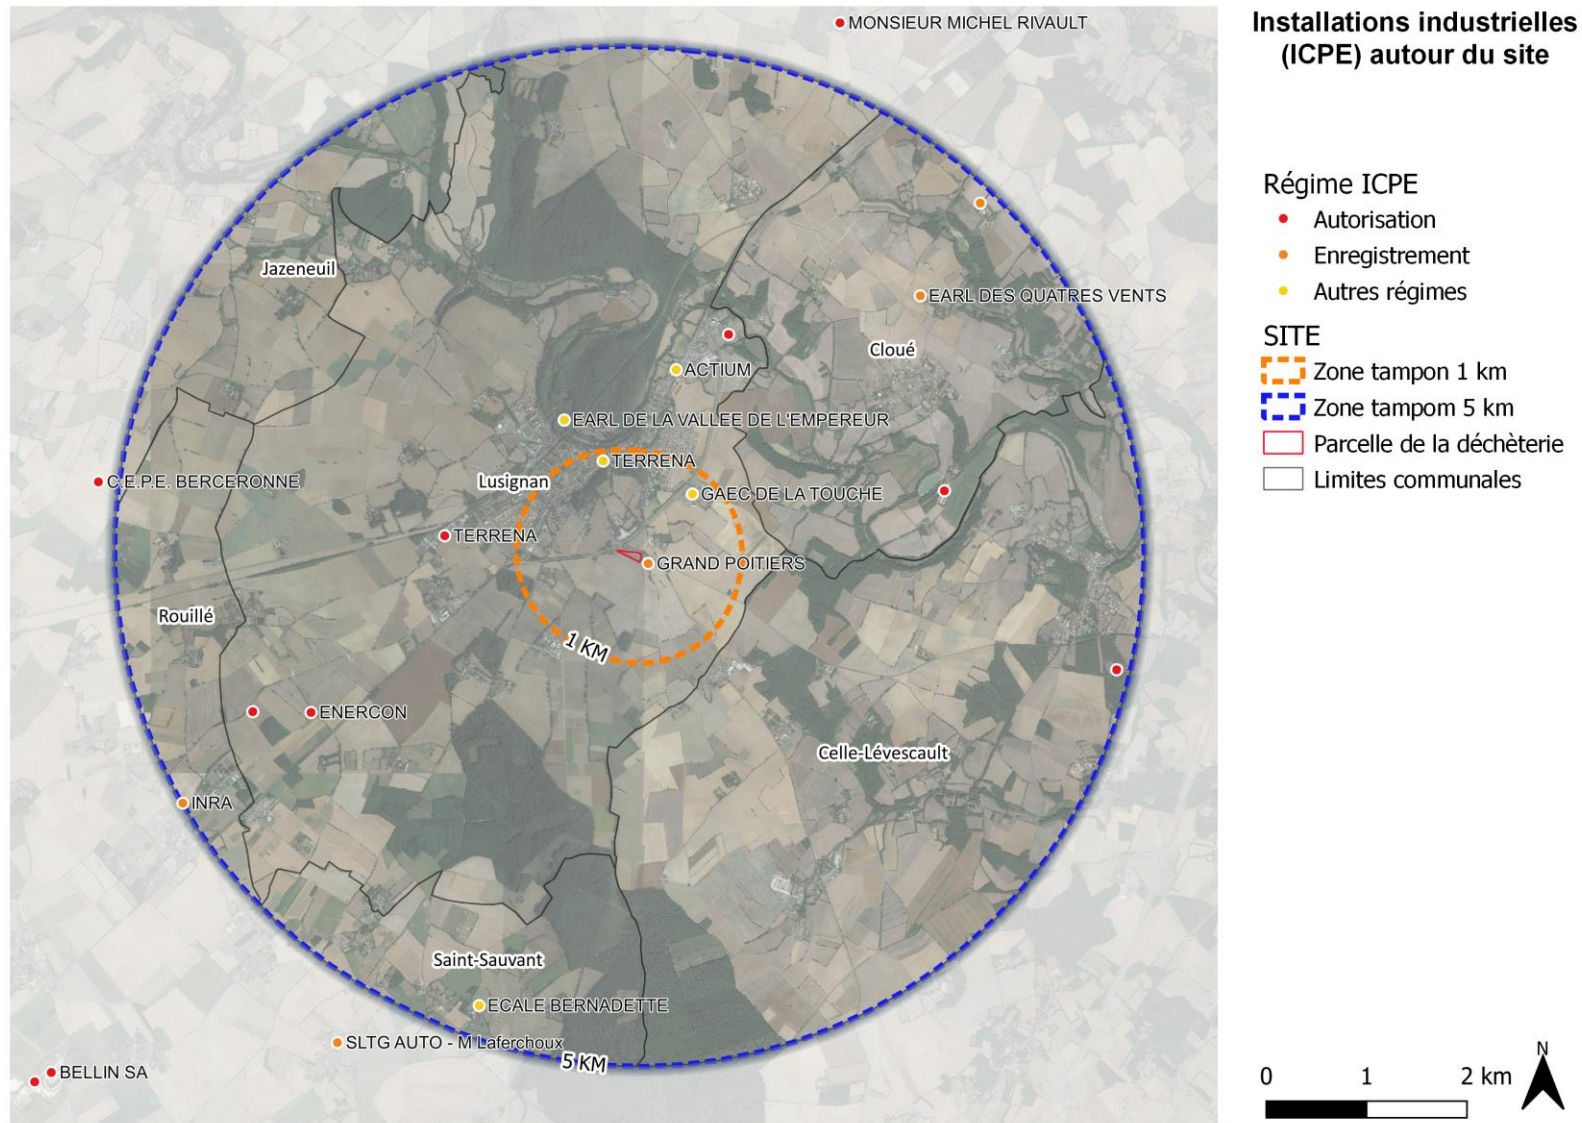 Installations industrielles
(ICPE) autour du site
MONSIEUR MICHEL RIVAULT
Régime ICPE
Autorisation
Enregistrement
Autres régimes
SITE
Zone tampon 1 km
Zone tampom 5 km
Parcelle de la déchèterie
Limites communales
Jazeneuil
EARL DES QUATRES VENTS
Cloué
ACTIUM
EARL DE LA VALLEE DE L'EMPEREUR
TERRENA
Lusignan
C.E.P.E. BERCERONNE
GAEC DE LA TOUCHE
TERRENA
GRAND POITIERS
Rouillé
1 KM
ENERCON
Celle-Lévescault
INRA
Saint-Sauvant
ECALE BERNADETTE
SLTG AUTO - M Laferchoux
5 KM
BELLIN SA
N
0 1 2 km